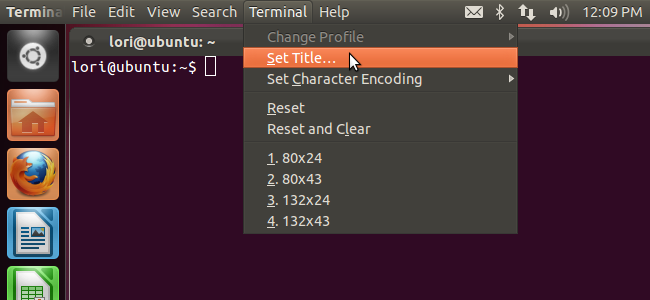 Termina File Edit View Search Terminal Help 12:09 PM
lori@ubuntu: ~
lori@ubuntu:~$
Change Profile
Set Title...
Set Character Encoding
Reset
Reset and Clear
1. 80x24
2. 80x43
3. 132x24
4. 132x43